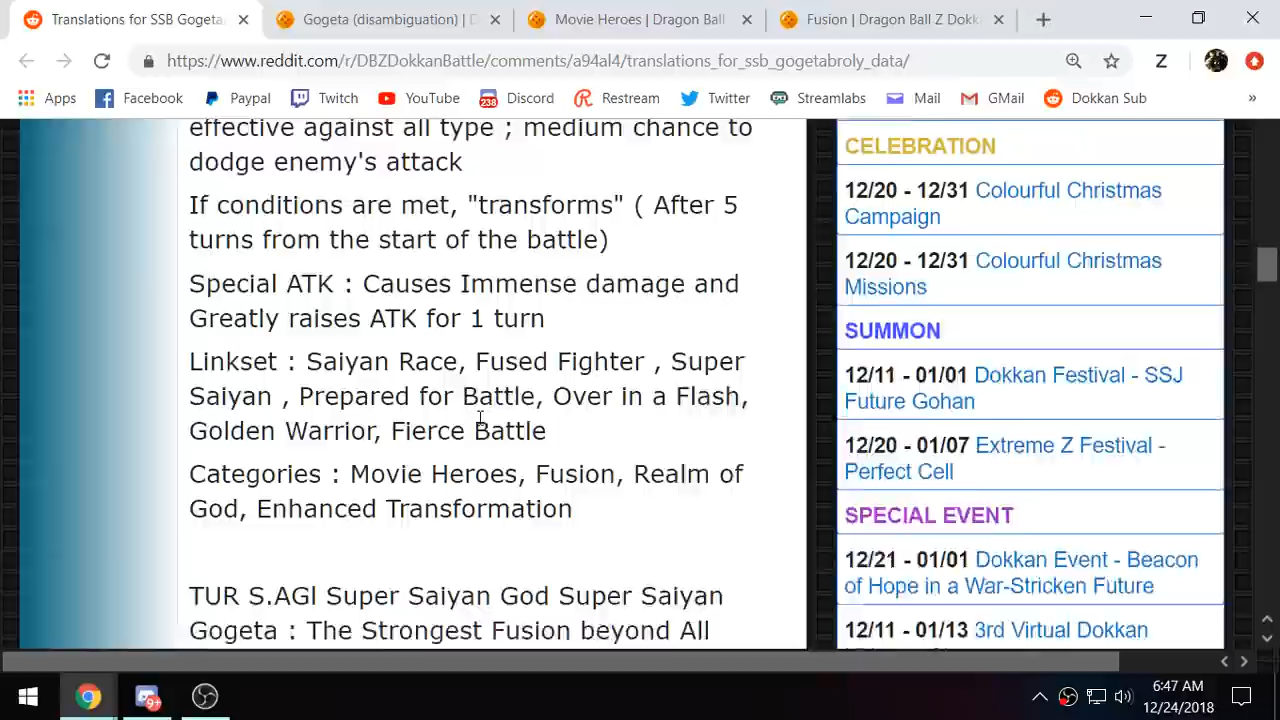 Translations for SSB Gogeta
Gogeta (disambiguation) | D
Movie Heroes | Dragon Ball
Fusion | Dragon Ball Z Dokk
https://www.reddit.com/r/DBZDokkanBattle/comments/a94al4/translations_for_ssb_gogetabroly_data/
Z
Apps
Facebook
Paypal
Twitch
YouTube
238
Discord
Restream
Twitter
Streamlabs
Mail
GMail
Dokkan Sub
»
effective against all type ; medium chance to
dodge enemy's attack
If conditions are met, "transforms" ( After 5
turns from the start of the battle)
Special ATK : Causes Immense damage and
Greatly raises ATK for 1 turn
Linkset : Saiyan Race, Fused Fighter , Super
Saiyan , Prepared for Battle, Over in a Flash,
Golden Warrior, Fierce Battle
Categories : Movie Heroes, Fusion, Realm of
God, Enhanced Transformation
TUR S.AGI Super Saiyan God Super Saiyan
Gogeta : The Strongest Fusion beyond All
CELEBRATION
12/20 - 12/31 Colourful Christmas
Campaign
12/20 - 12/31 Colourful Christmas
Missions
SUMMON
12/11 - 01/01 Dokkan Festival - SSJ
Future Gohan
12/20 - 01/07 Extreme Z Festival -
Perfect Cell
SPECIAL EVENT
12/21 - 01/01 Dokkan Event - Beacon
of Hope in a War-Stricken Future
12/11 - 01/13 3rd Virtual Dokkan
9+
6:47 AM
12/24/2018